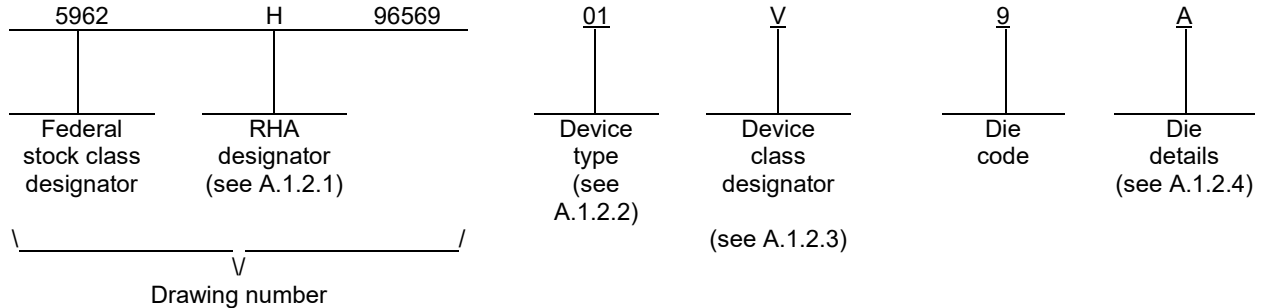 5962 H 96569 01 V 9 A
Federal stock class designator
RHA designator (see A.1.2.1)
Device type (see A.1.2.2)
Device class designator (see A.1.2.3)
Die code
Die details (see A.1.2.4)
\ /
\/
Drawing number